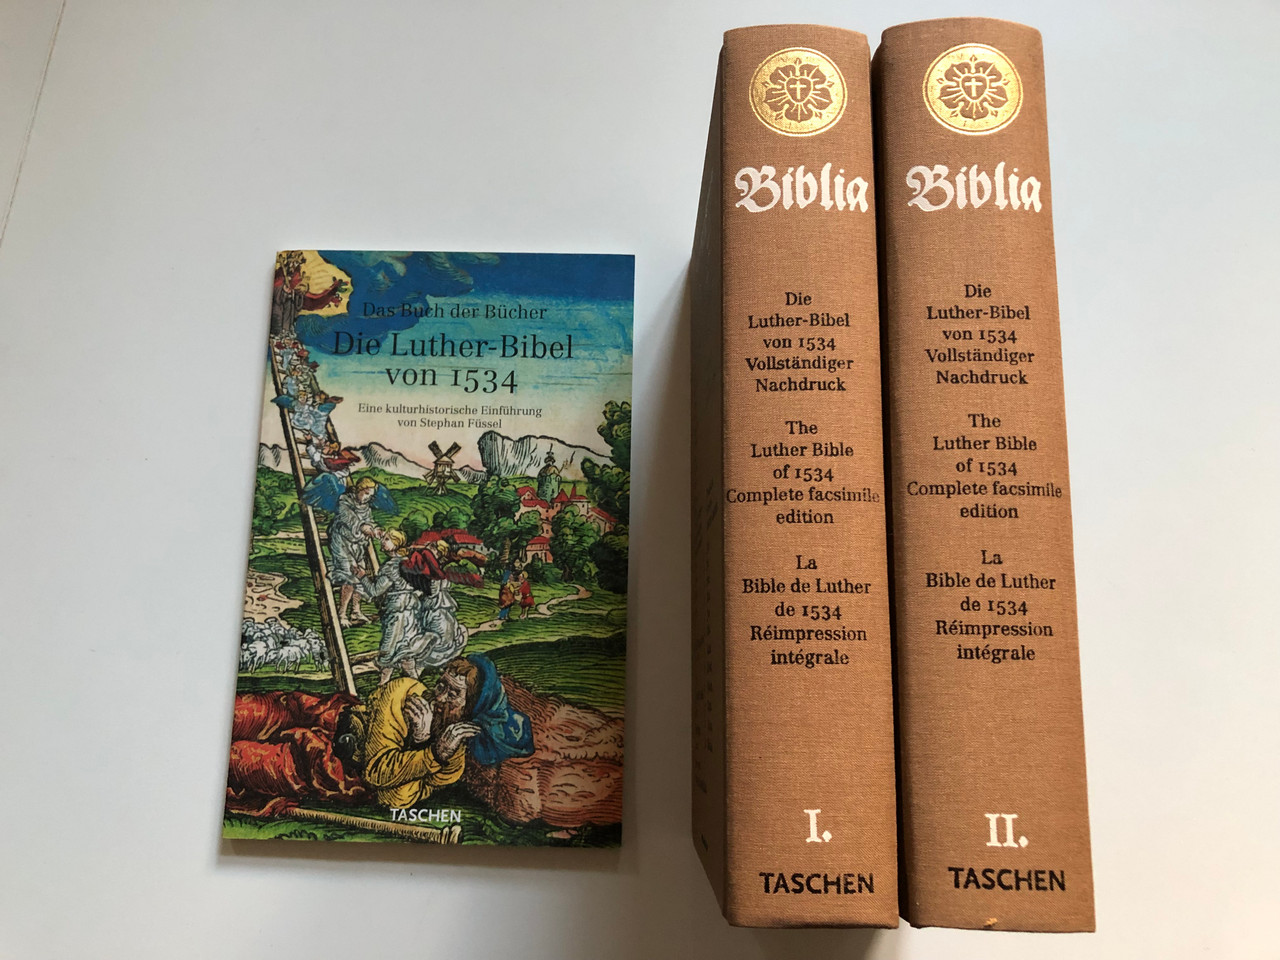 Das Buch der Bücher
Die Luther-Bibel
von 1534
Eine kulturhistorische Einführung
von Stephan Füssel
TASCHEN
Biblia
Die
Luther-Bibel
von 1534
Vollständiger
Nachdruck
The
Luther Bible
of 1534
Complete facsimile
edition
La
Bible de Luther
de 1534
Réimpression
intégrale
I.
TASCHEN
Biblia
Die
Luther-Bibel
von 1534
Vollständiger
Nachdruck
The
Luther Bible
of 1534
Complete facsimile
edition
La
Bible de Luther
de 1534
Réimpression
intégrale
II.
TASCHEN